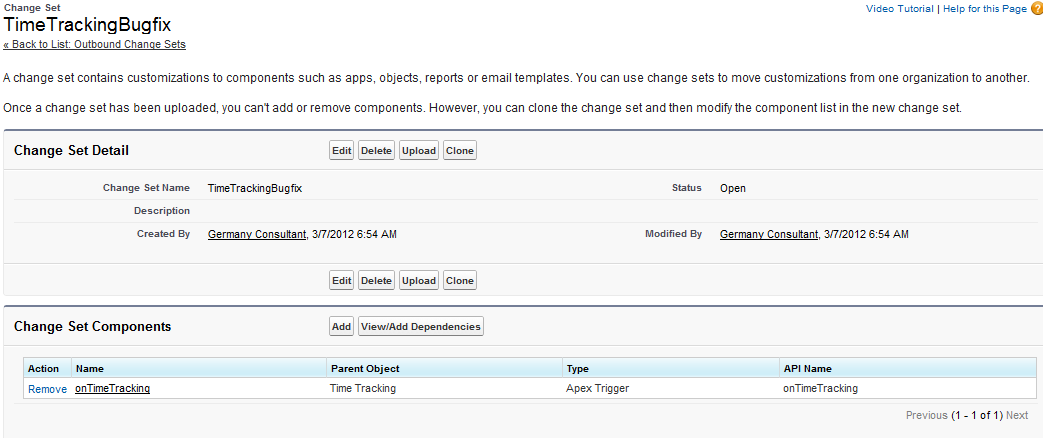 Change Set
Video Tutorial | Help for this Page ?
TimeTrackingBugfix
« Back to List: Outbound Change Sets
A change set contains customizations to components such as apps, objects, reports or email templates. You can use change sets to move customizations from one organization to another.
Once a change set has been uploaded, you can't add or remove components. However, you can clone the change set and then modify the component list in the new change set.
Change Set Detail Edit Delete Upload Clone
Change Set Name TimeTrackingBugfix Status Open
Description
Created By Germany Consultant, 3/7/2012 6:54 AM Modified By Germany Consultant, 3/7/2012 6:54 AM
Edit Delete Upload Clone
Change Set Components Add View/Add Dependencies
Action Name Parent Object Type API Name
Remove onTimeTracking Time Tracking Apex Trigger onTimeTracking
Previous (1 - 1 of 1) Next